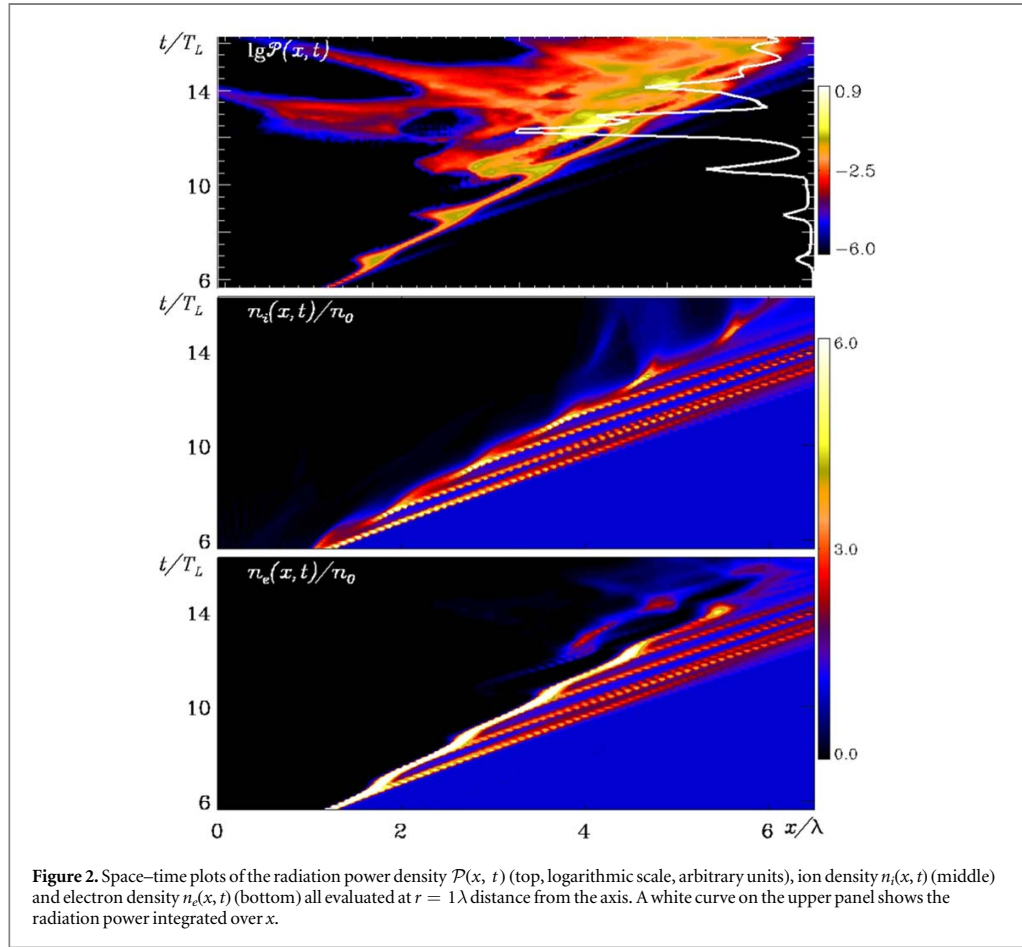 t/T_L
lg𝒫(x,t)
14
10
6
0.9
−2.5
−6.0
t/T_L
n_i(x,t)/n_0
14
10
6
6.0
3.0
0.0
t/T_L
n_e(x,t)/n_0
14
10
6
0 2 4 6 x/λ
Figure 2. Space–time plots of the radiation power density 𝒫(x, t) (top, logarithmic scale, arbitrary units), ion density n_i(x, t) (middle)
and electron density n_e(x, t) (bottom) all evaluated at r = 1λ distance from the axis. A white curve on the upper panel shows the
radiation power integrated over x.